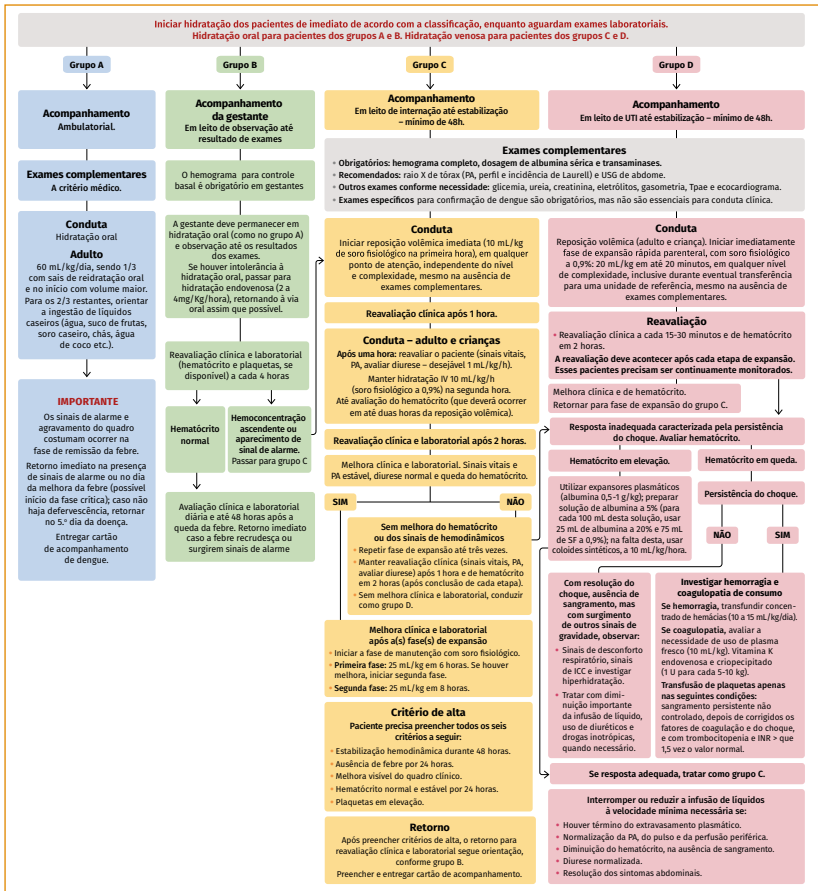 Iniciar hidratação dos pacientes de imediato de acordo com a classificação, enquanto aguardam exames laboratoriais.
Hidratação oral para pacientes dos grupos A e B. Hidratação venosa para pacientes dos grupos C e D.
Grupo A
Acompanhamento
Ambulatorial.
Exames complementares
A critério médico.
Conduta
Hidratação oral
Adulto
60 mL/kg/dia, sendo 1/3
com sais de reidratação oral
e no início com volume maior.
Para os 2/3 restantes, orientar
a ingestão de líquidos
caseiros (água, suco de frutas,
soro caseiro, chás, água
de coco etc.).
IMPORTANTE
Os sinais de alarme e
agravamento do quadro
costumam ocorrer na
fase de remissão da febre.
Retorno imediato na presença
de sinais de alarme ou no dia
da melhora da febre (possível
início da fase crítica); caso não
haja defervescência, retornar
no 5.º dia da doença.
Entregar cartão
de acompanhamento
de dengue.
Grupo B
Acompanhamento
da gestante
Em leito de observação até
resultado de exames
O hemograma para controle
basal é obrigatório em gestantes
A gestante deve permanecer em
hidratação oral (como no grupo A)
e observação até os resultados
dos exames.
Se houver intolerância à
hidratação oral, passar para
hidratação endovenosa (2 a
4mg/Kg/hora), retornando à via
oral assim que possível.
Reavaliação clínica e laboratorial
(hematócrito e plaquetas, se
disponível) a cada 4 horas
Hematócrito
normal
Hemoconcentração
ascendente ou
aparecimento de
sinal de alarme.
Passar para grupo C
Avaliação clínica e laboratorial
diária e até 48 horas após a
queda da febre. Retorno imediato
caso a febre recrudesça ou
surgirem sinais de alarme
Grupo C
Acompanhamento
Em leito de internação até estabilização
– mínimo de 48h.
Grupo D
Acompanhamento
Em leito de UTI até estabilização – mínimo de 48h.
Exames complementares
• Obrigatórios: hemograma completo, dosagem de albumina sérica e transaminases.
• Recomendados: raio X de tórax (PA, perfil e incidência de Laurell) e USG de abdome.
• Outros exames conforme necessidade: glicemia, ureia, creatinina, eletrólitos, gasometria, Tpae e ecocardiograma.
• Exames específicos para confirmação de dengue são obrigatórios, mas não são essenciais para conduta clínica.
Conduta
Iniciar reposição volêmica imediata (10 mL/kg
de soro fisiológico na primeira hora), em qualquer
ponto de atenção, independente do nível
e complexidade, mesmo na ausência de
exames complementares.
Reavaliação clínica após 1 hora.
Conduta – adulto e crianças
Após uma hora: reavaliar o paciente (sinais vitais,
PA, avaliar diurese – desejável 1 mL/kg/h).
Manter hidratação IV 10 mL/kg/h
(soro fisiológico a 0,9%) na segunda hora.
Até avaliação do hematócrito (que deverá ocorrer
em até duas horas da reposição volêmica).
Reavaliação clínica e laboratorial após 2 horas.
Melhora clínica e laboratorial. Sinais vitais e
PA estável, diurese normal e queda do hematócrito.
SIM
NÃO
Sem melhora do hematócrito
ou dos sinais de hemodinâmicos
• Repetir fase de expansão até três vezes.
• Manter reavaliação clínica (sinais vitais, PA,
avaliar diurese) após 1 hora e de hematócrito
em 2 horas (após conclusão de cada etapa).
• Sem melhora clínica e laboratorial, conduzir
como grupo D.
Melhora clínica e laboratorial
após a(s) fase(s) de expansão
• Iniciar a fase de manutenção com soro fisiológico.
• Primeira fase: 25 mL/kg em 6 horas. Se houver
melhora, iniciar segunda fase.
• Segunda fase: 25 mL/kg em 8 horas.
Critério de alta
Paciente precisa preencher todos os seis
critérios a seguir:
• Estabilização hemodinâmica durante 48 horas.
• Ausência de febre por 24 horas.
• Melhora visível do quadro clínico.
• Hematócrito normal e estável por 24 horas.
• Plaquetas em elevação.
Retorno
Após preencher critérios de alta, o retorno para
reavaliação clínica e laboratorial segue orientação,
conforme grupo B.
Preencher e entregar cartão de acompanhamento.
Conduta
Reposição volêmica (adulto e criança). Iniciar imediatamente
fase de expansão rápida parenteral, com soro fisiológico
a 0,9%: 20 mL/kg em até 20 minutos, em qualquer nível
de complexidade, inclusive durante eventual transferência
para uma unidade de referência, mesmo na ausência de
exames complementares.
Reavaliação
• Reavaliação clínica a cada 15-30 minutos e de hematócrito
em 2 horas.
A reavaliação deve acontecer após cada etapa de expansão.
Esses pacientes precisam ser continuamente monitorados.
Melhora clínica e de hematócrito.
Retornar para fase de expansão do grupo C.
Resposta inadequada caracterizada pela persistência
do choque. Avaliar hematócrito.
Hematócrito em elevação.
Hematócrito em queda.
Utilizar expansores plasmáticos
(albumina 0,5-1 g/kg); preparar
solução de albumina a 5% (para
cada 100 mL desta solução, usar
25 mL de albumina a 20% e 75 mL
de SF a 0,9%); na falta desta, usar
coloides sintéticos, a 10 mL/kg/hora.
Persistência do choque.
NÃO
SIM
Com resolução do
choque, ausência de
sangramento, mas
com surgimento
de outros sinais de
gravidade, observar:
• Sinais de desconforto
respiratório, sinais
de ICC e investigar
hiperhidratação.
• Tratar com dimi-
nuição importante
da infusão de líquido,
uso de diuréticos e
drogas inotrópicas,
quando necessário.
Investigar hemorragia e
coagulopatia de consumo
Se hemorragia, transfundir concen-
trado de hemácias (10 a 15 mL/kg/dia).
Se coagulopatia, avaliar a
necessidade de uso de plasma
fresco (10 mL/kg). Vitamina K
endovenosa e criopecipitado
(1 U para cada 5-10 kg).
Transfusão de plaquetas apenas
nas seguintes condições:
sangramento persistente não
controlado, depois de corrigidos os
fatores de coagulação e do choque,
e com trombocitopenia e INR > que
1,5 vez o valor normal.
Se resposta adequada, tratar como grupo C.
Interromper ou reduzir a infusão de líquidos
à velocidade mínima necessária se:
• Houver término do extravasamento plasmático.
• Normalização da PA, do pulso e da perfusão periférica.
• Diminuição do hematócrito, na ausência de sangramento.
• Diurese normalizada.
• Resolução dos sintomas abdominais.